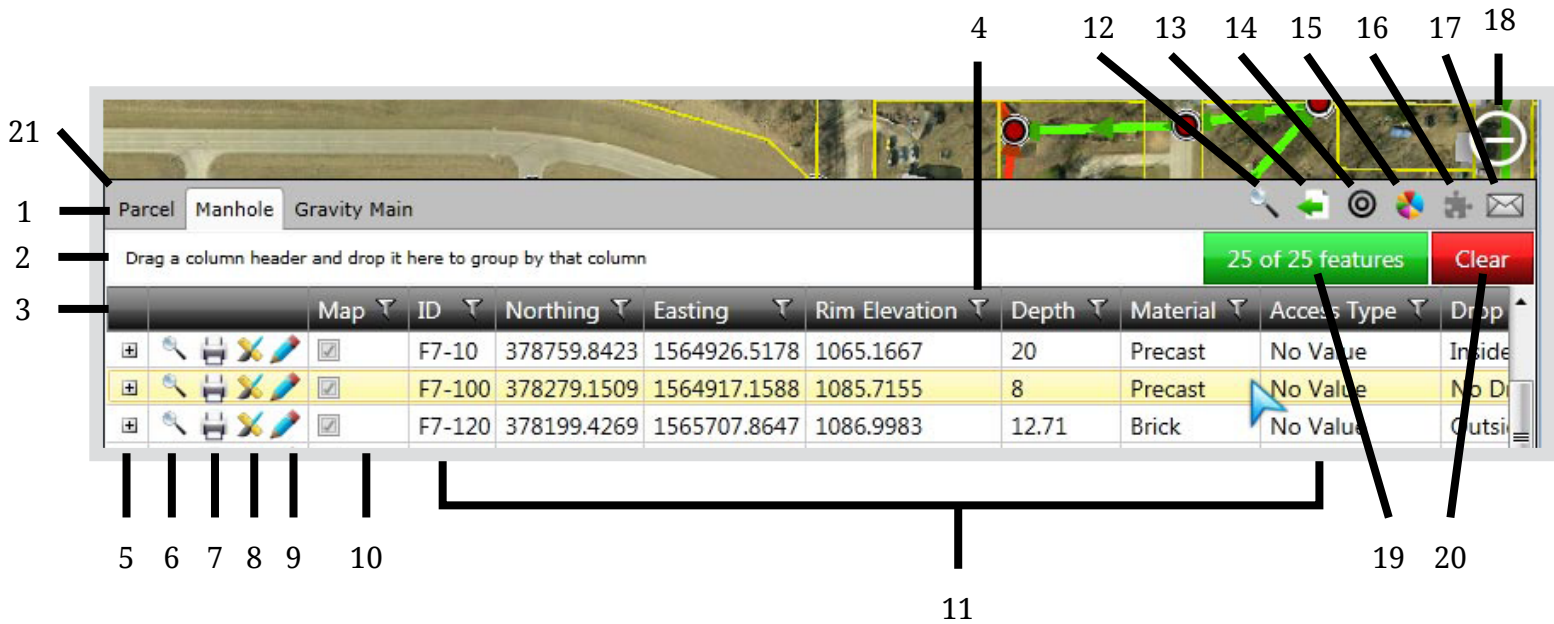 4 12 13 14 15 16 17 18
21
1 Parcel Manhole Gravity Main
2 Drag a column header and drop it here to group by that column 25 of 25 features Clear
3 Map ID Northing Easting Rim Elevation Depth Material Access Type Drop
F7-10 378759.8423 1564926.5178 1065.1667 20 Precast No Value Inside
F7-100 378279.1509 1564917.1588 1085.7155 8 Precast No Value No Dr
F7-120 378199.4269 1565707.8647 1086.9983 12.71 Brick No Value Outsi
5 6 7 8 9 10 19 20
11